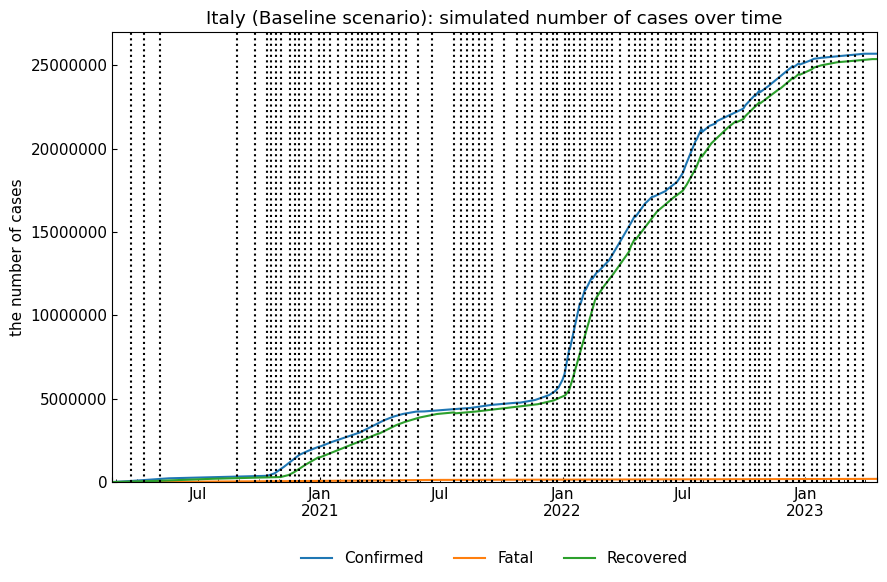 Italy (Baseline scenario): simulated number of cases over time
the number of cases
25000000
20000000
15000000
10000000
5000000
0
Jul Jan Jul Jan Jul Jan
2021 2022 2023
Confirmed Fatal Recovered